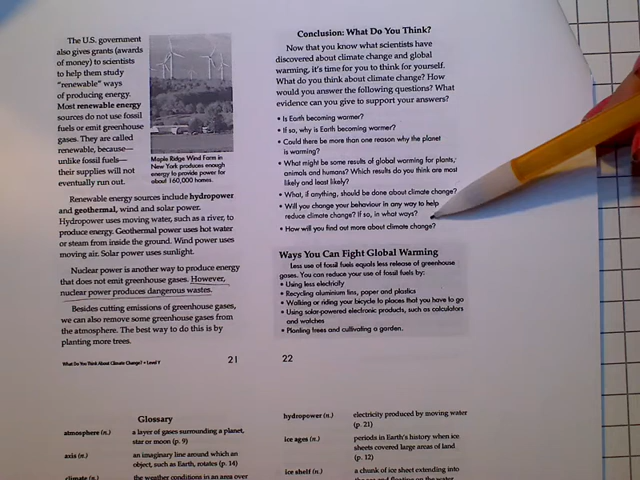 The U.S. government
also gives grants (awards
of money) to scientists
to help them study
"renewable" ways
of producing energy.
Most renewable energy
sources do not use fossil
fuels or emit greenhouse
gases. They are called
renewable, because—
unlike fossil fuels—
their supplies will not
eventually run out.
Maple Ridge Wind Farm in
New York produces enough
energy to provide power for
about 160,000 homes.
Renewable energy sources include hydropower
and geothermal, wind and solar power.
Hydropower uses moving water, such as a river, to
produce energy. Geothermal power uses hot water
or steam from inside the ground. Wind power uses
moving air. Solar power uses sunlight.
Nuclear power is another way to produce energy
that does not emit greenhouse gases. However,
nuclear power produces dangerous wastes.
Besides cutting emissions of greenhouse gases,
we can also remove some greenhouse gases from
the atmosphere. The best way to do this is by
planting more trees.
What Do You Think About Climate Change? • Level Y
21
Conclusion: What Do You Think?
Now that you know what scientists have
discovered about climate change and global
warming, it's time for you to think for yourself.
What do you think about climate change? How
would you answer the following questions? What
evidence can you give to support your answers?
• Is Earth becoming warmer?
• If so, why is Earth becoming warmer?
• Could there be more than one reason why the planet
is warming?
• What might be some results of global warming for plants,
animals and humans? Which results do you think are most
likely and least likely?
• What, if anything, should be done about climate change?
• Will you change your behaviour in any way to help
reduce climate change? If so, in what ways?
• How will you find out more about climate change?
Ways You Can Fight Global Warming
Less use of fossil fuels equals less release of greenhouse
gases. You can reduce your use of fossil fuels by:
• Using less electricity
• Recycling aluminium tins, paper and plastics
• Walking or riding your bicycle to places that you have to go
• Using solar-powered electronic products, such as calculators
and watches
• Planting trees and cultivating a garden.
22
Glossary
atmosphere (n.) a layer of gases surrounding a planet,
star or moon (p. 9)
axis (n.) an imaginary line around which an
object, such as Earth, rotates (p. 14)
climate (n.) the weather conditions in an area over
hydropower (n.) electricity produced by moving water
(p. 21)
ice ages (n.) periods in Earth's history when ice
sheets covered large areas of land
(p. 12)
ice shelf (n.) a chunk of ice sheet extending into